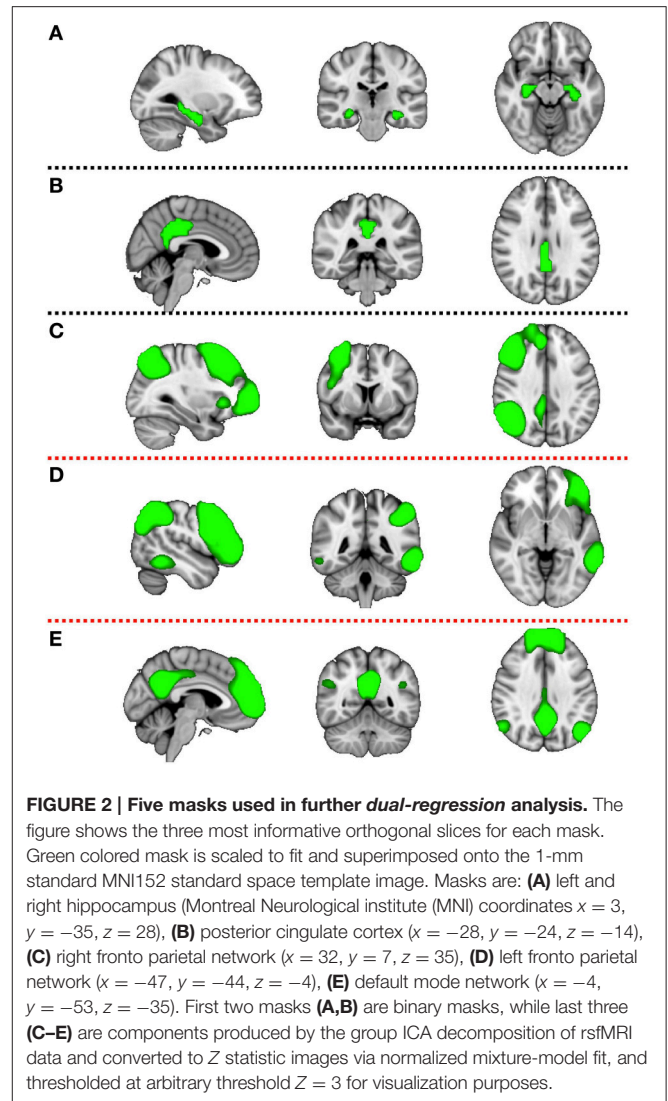 A
B
C
D
E
FIGURE 2 | Five masks used in further dual-regression analysis. The
figure shows the three most informative orthogonal slices for each mask.
Green colored mask is scaled to fit and superimposed onto the 1-mm
standard MNI152 standard space template image. Masks are: (A) left and
right hippocampus (Montreal Neurological institute (MNI) coordinates x = 3,
y = −35, z = 28), (B) posterior cingulate cortex (x = −28, y = −24, z = −14),
(C) right fronto parietal network (x = 32, y = 7, z = 35), (D) left fronto parietal
network (x = −47, y = −44, z = −4), (E) default mode network (x = −4,
y = −53, z = −35). First two masks (A,B) are binary masks, while last three
(C–E) are components produced by the group ICA decomposition of rsfMRI
data and converted to Z statistic images via normalized mixture-model fit, and
thresholded at arbitrary threshold Z = 3 for visualization purposes.